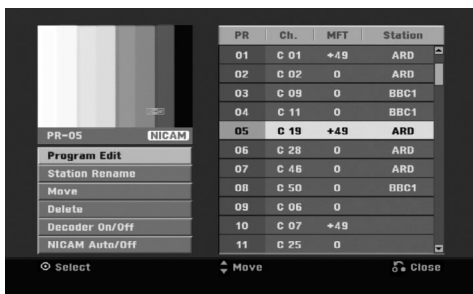 PR Ch. MFT Station
01 C 01 +49 ARD
02 C 02 0 ARD
03 C 09 0 BBC1
04 C 11 0 BBC1
05 C 19 +49 ARD
06 C 28 0 ARD
07 C 46 0 ARD
08 C 50 0 BBC1
09 C 06 0
10 C 07 +49
11 C 25 0
PR-05 NICAM
Program Edit
Station Rename
Move
Delete
Decoder On/Off
NICAM Auto/Off
Select Move Close